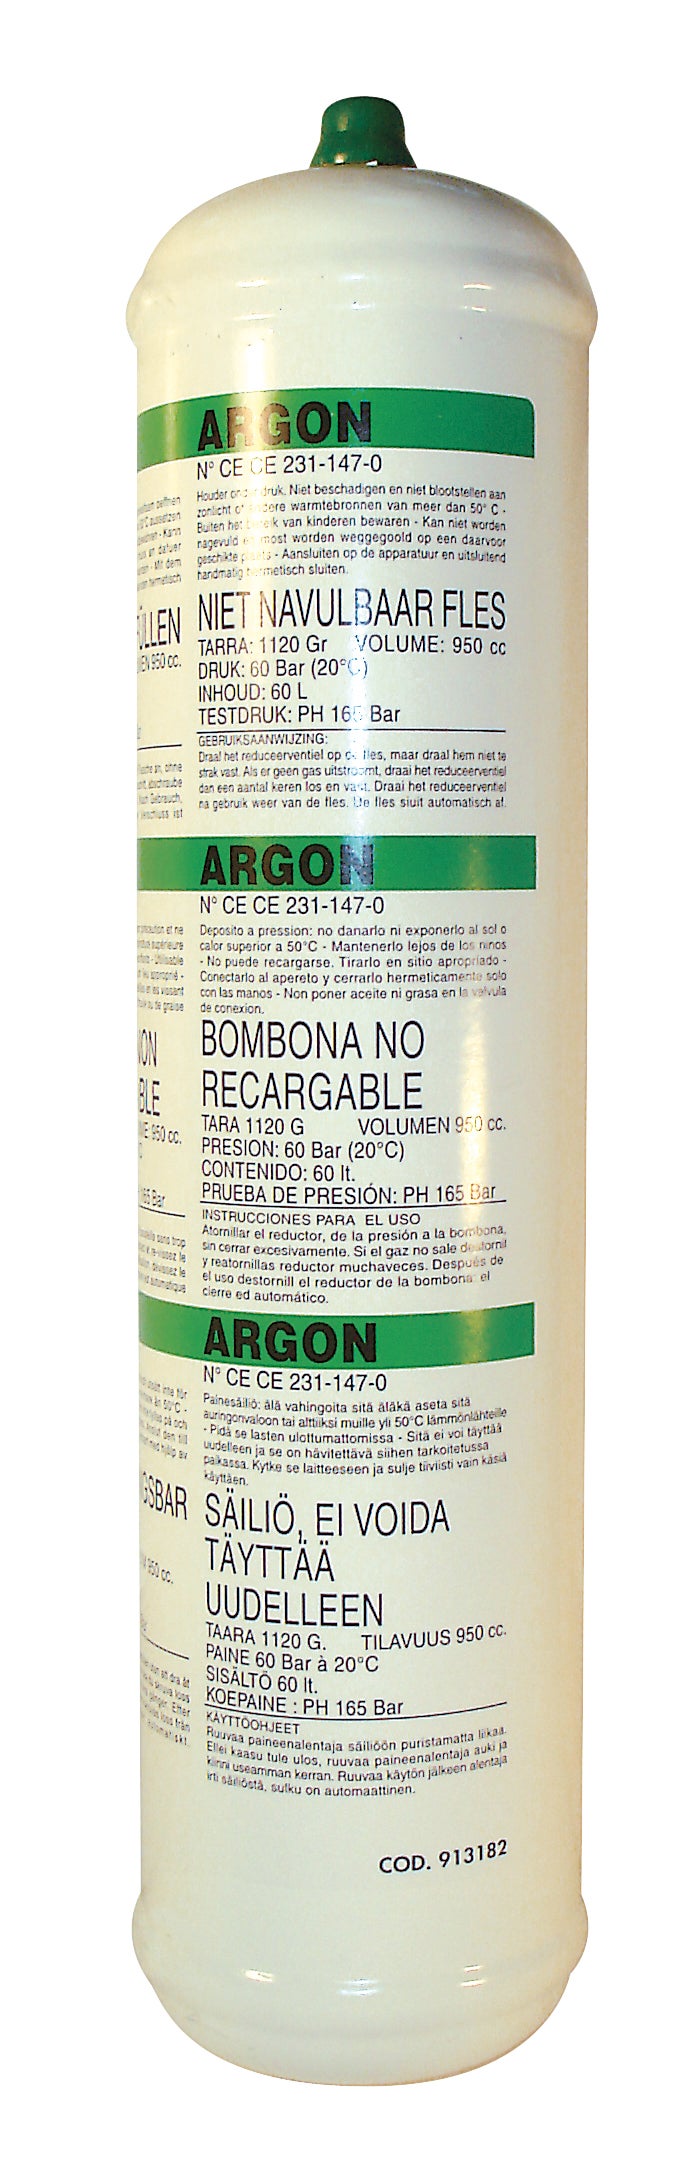 ARGON
N° CE CE 231-147-0
Houder druk. Niet beschadigen en niet blootstellen aan
zonlicht of andere warmtebronnen van meer dan 50° C -
Buiten het bereik van kinderen bewaren - Kan niet worden
nagevuld en most worden weggegoold op een daarvoor
geschikte plaats - Aansluiten op de apparatuur en uitsluitend
handmatig hermetisch sluiten.
NIET NAVULBAAR FLES
TARRA: 1120 Gr VOLUME: 950 cc
DRUK: 60 Bar (20°C)
INHOUD: 60 L
TESTDRUK: PH 165 Bar
GEBRUIKSAANWIJZING:
Draal het reduceerventiel op de fles, maar draal hem niet te
strak vast. Als er geen gas uitstroomt, draai het reduceerventiel
dan een aantal keren los en vast. Draai het reduceerventiel
na gebruik weer van de fles. De fles siuit automatisch af.
ARGON
N° CE CE 231-147-0
Deposito a pression: no danarlo ni exponerlo al sol o
calor superior a 50°C - Mantenerlo lejos de los ninos
- No puede recargarse. Tirarlo en sitio apropriado -
Conectarlo al apereto y cerrarlo hermeticamente solo
con las manos - Non poner aceite ni grasa en la valvula
de conexion.
BOMBONA NO
RECARGABLE
TARA 1120 G VOLUMEN 950 cc.
PRESION: 60 Bar (20°C)
CONTENIDO: 60 lt.
PRUEBA DE PRESIÓN: PH 165 Bar
INSTRUCCIONES PARA EL USO
Atornillar el reductor, de la presión a la bombona,
sin cerrar excesivamente. Si el gaz no sale destornil
y reatornillas reductor muchaveces. Después de
el uso destornill el reductor de la bombona: el
cierre ed automático.
ARGON
N° CE CE 231-147-0
Painesäiliö: älä vahingoita sitä äläkä aseta sitä
auringonvaloon tai alttiiksi muille yli 50°C lämmönlähteille
- Pidä se lasten ulottumattomissa - Sitä ei voi täyttää
uudelleen ja se on hävitettävä siihen tarkoitetussa
paikassa. Kytke se laitteeseen ja sulje tiiviisti vain käsiä
käyttäen.
SÄILIÖ, EI VOIDA
TÄYTTÄÄ
UUDELLEEN
TAARA 1120 G. TILAVUUS 950 cc.
PAINE 60 Bar à 20°C
SISÄLTÖ 60 lt.
KOEPAINE : PH 165 Bar
KÄYTTÖOHJEET
Ruuvaa paineenalentaja säiliöön puristamatta liikaa.
Ellei kaasu tule ulos, ruuvaa paineenalentaja auki ja
kiinni useamman kerran. Ruuvaa käytön jälkeen alentaja
irti säiliöstä, sulku on automaattinen.
COD. 913182